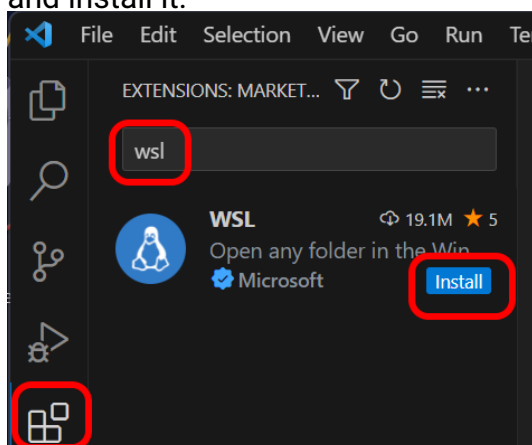 and install it.
File Edit Selection View Go Run
EXTENSIONS: MARKET...
wsl
WSL 19.1M ★ 5
Open any folder in the Win
Microsoft Install